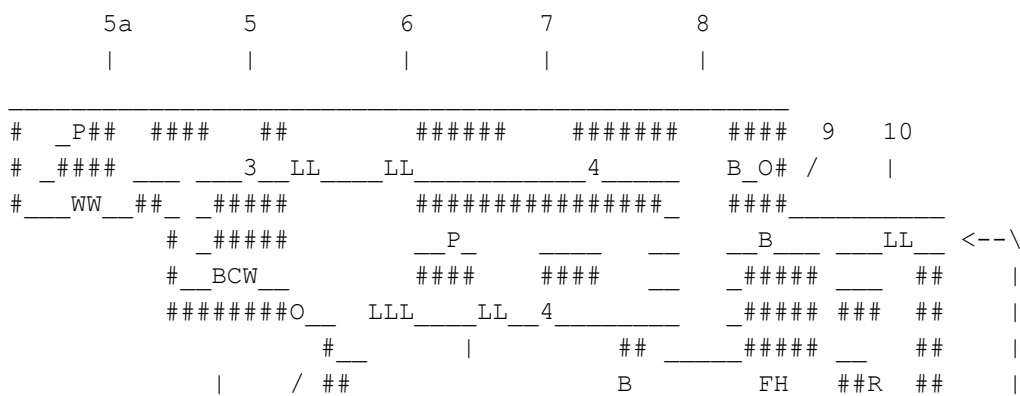 5a       5         6        7         8
      |        |         |        |         |

__________________________________________________
#  _P##  ####   ##        ######   #######   ####  9   10
# _#### ___ ___3__LL____LL___________4_____   B_O# /    |
#___WW__##_ _#####        ################_   ####__________
          # _#####        __P_    ____   __   __B___ ___LL__ <--\
          #__BCW__        ####    ####   __   _##### ___  ##    |
          ########O__  LLL____LL__4________   _##### ###  ##    |
                    #__      |         ## _____##### __   ##    |
             |    / ##                 B        FH   ##R  ##    |